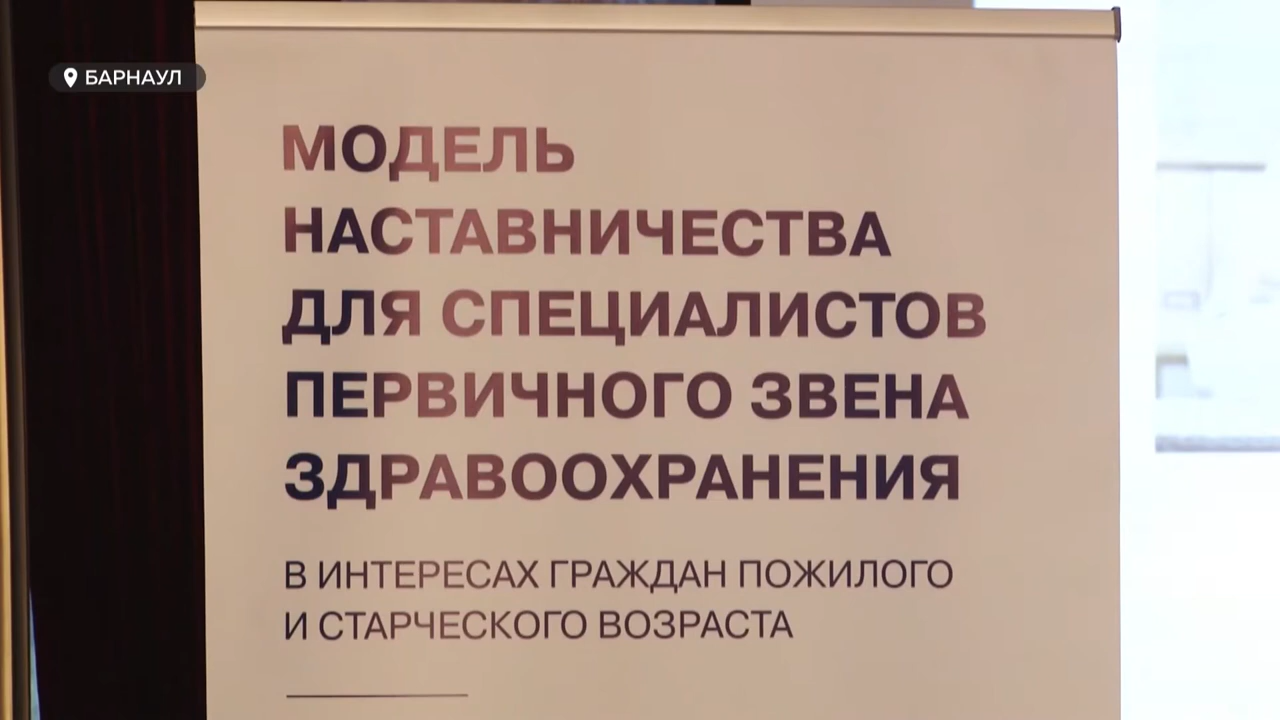 БАРНАУЛ
МОДЕЛЬ
НАСТАВНИЧЕСТВА
ДЛЯ СПЕЦИАЛИСТОВ
ПЕРВИЧНОГО ЗВЕНА
ЗДРАВООХРАНЕНИЯ
В ИНТЕРЕСАХ ГРАЖДАН ПОЖИЛОГО
И СТАРЧЕСКОГО ВОЗРАСТА